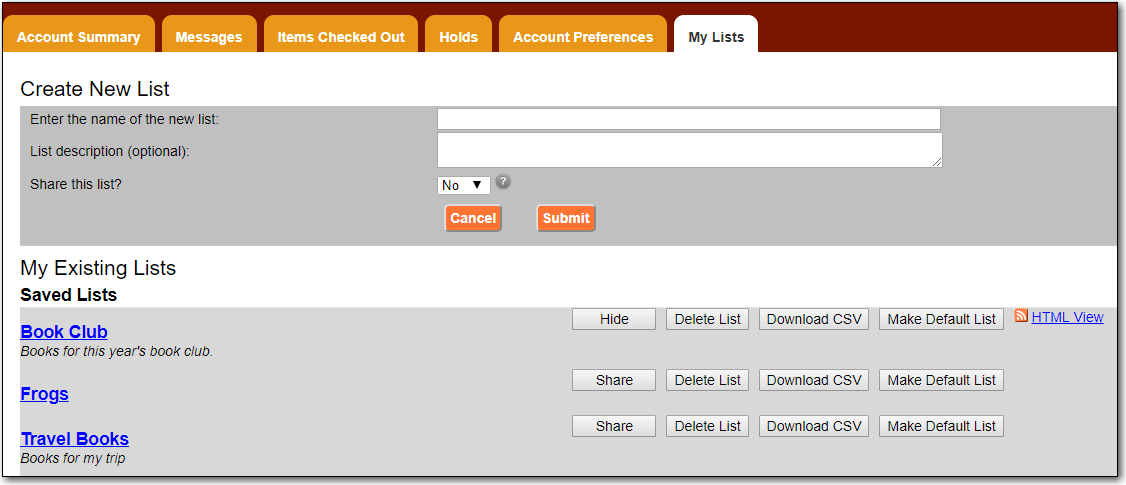 Account Summary Messages Items Checked Out Holds Account Preferences My Lists
Create New List
Enter the name of the new list:
List description (optional):
Share this list? No ▼ ?
Cancel Submit
My Existing Lists
Saved Lists
Book Club Hide Delete List Download CSV Make Default List HTML View
Books for this year's book club.
Frogs Share Delete List Download CSV Make Default List
Travel Books Share Delete List Download CSV Make Default List
Books for my trip